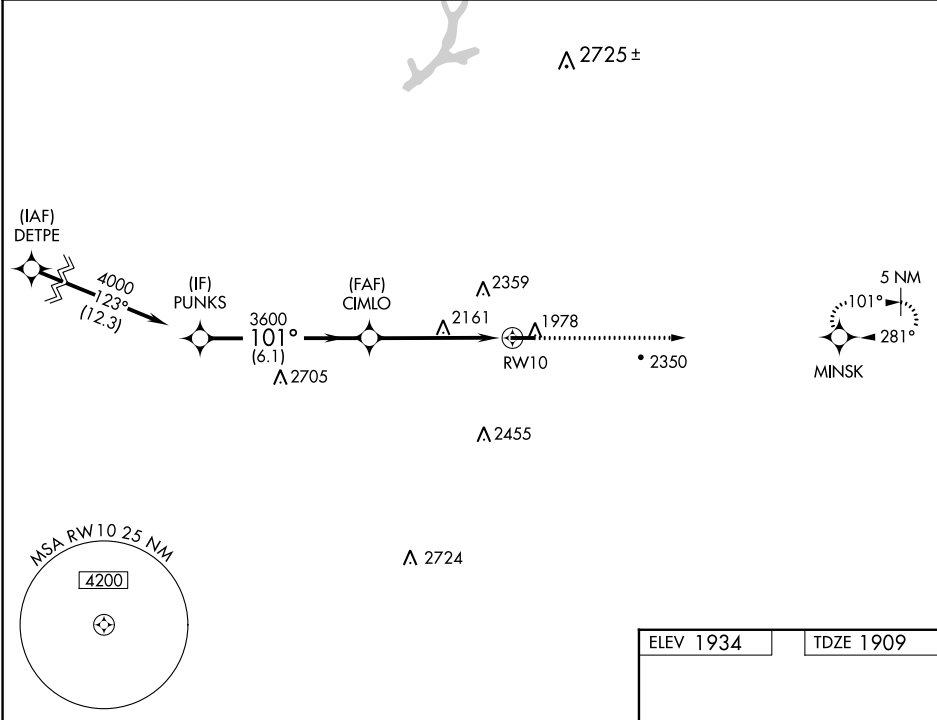 2725 ±
(IAF)
DETPE
4000
123°
(12.3)
(IF)
PUNKS
3600
101°
(6.1)
2705
(FAF)
CIMLO
2359
2161
1978
RW10
2350
5 NM
101°
281°
MINSK
2455
2724
MSA RW10 25 NM
4200
ELEV 1934
TDZE 1909